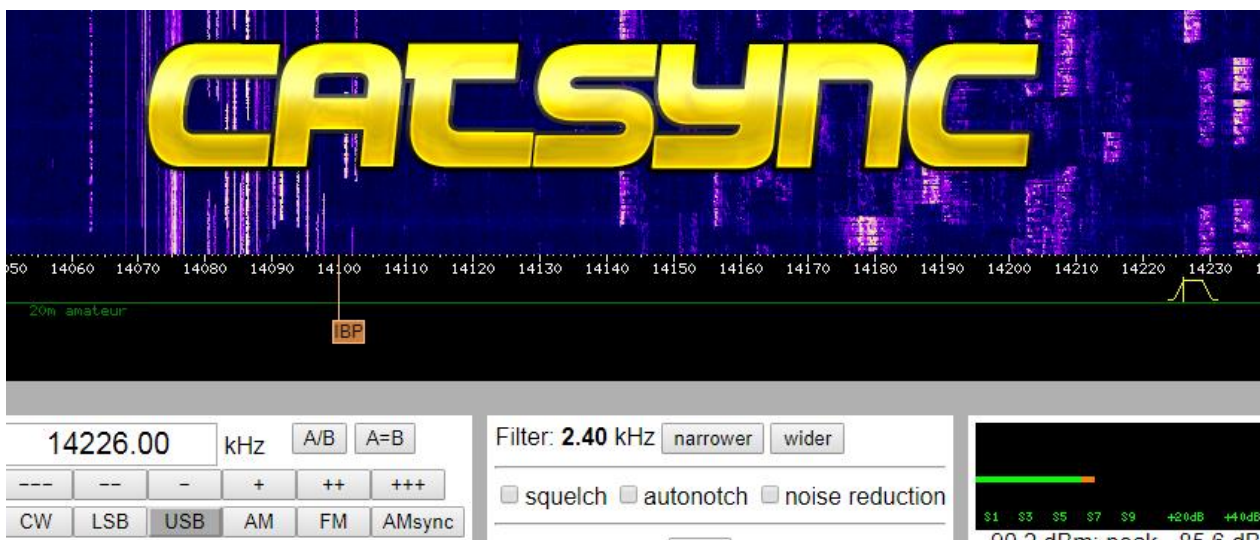 CATSYNC
14060 14070 14080 14090 14100 14110 14120 14130 14140 14150 14160 14170 14180 14190 14200 14210 14220 14230
20m amateur
IBP
14226.00 kHz A/B A=B
--- -- - + ++ +++
CW LSB USB AM FM AMsync
Filter: 2.40 kHz narrower wider
squelch autonotch noise reduction
S1 S3 S5 S7 S9 +20dB +40dB